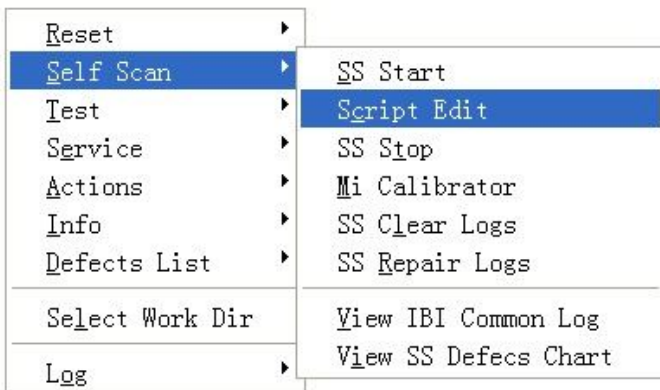 Reset
Self Scan
Test
Service
Actions
Info
Defects List
Select Work Dir
Log
SS Start
Script Edit
SS Stop
Mi Calibrator
SS Clear Logs
SS Repair Logs
View IBI Common Log
View SS Defecs Chart